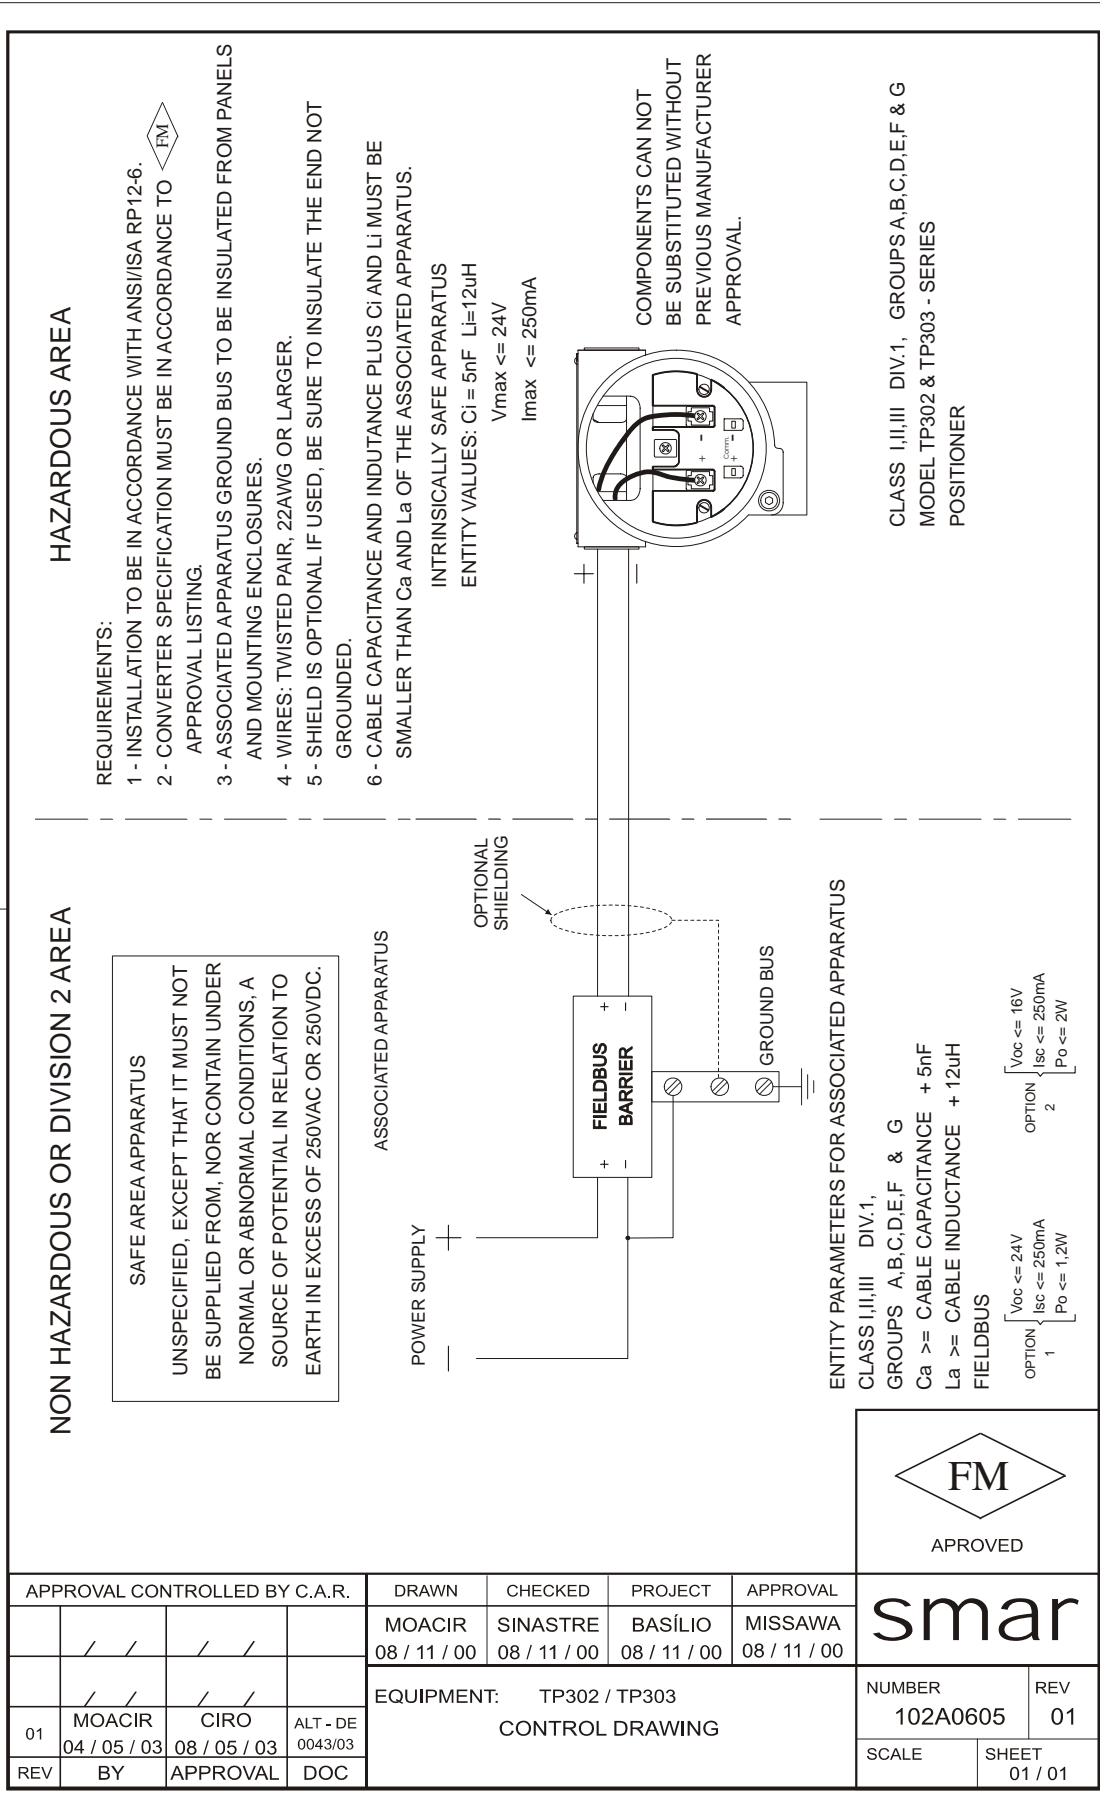 HAZARDOUS AREA
REQUIREMENTS:
1 - INSTALLATION TO BE IN ACCORDANCE WITH ANSI/ISA RP12-6.
2 - CONVERTER SPECIFICATION MUST BE IN ACCORDANCE TO FM
APPROVAL LISTING.
3 - ASSOCIATED APPARATUS GROUND BUS TO BE INSULATED FROM PANELS
AND MOUNTING ENCLOSURES.
4 - WIRES: TWISTED PAIR, 22AWG OR LARGER.
5 - SHIELD IS OPTIONAL IF USED, BE SURE TO INSULATE THE END NOT
GROUNDED.
6 - CABLE CAPACITANCE AND INDUTANCE PLUS Ci AND Li MUST BE
SMALLER THAN Ca AND La OF THE ASSOCIATED APPARATUS.
INTRINSICALLY SAFE APPARATUS
ENTITY VALUES: Ci = 5nF Li=12uH
Vmax <= 24V
Imax <= 250mA
COMPONENTS CAN NOT
BE SUBSTITUTED WITHOUT
PREVIOUS MANUFACTURER
APPROVAL.
+
-
+ -
Comm.
+ -
CLASS I,II,III DIV.1, GROUPS A,B,C,D,E,F & G
MODEL TP302 & TP303 - SERIES
POSITIONER
NON HAZARDOUS OR DIVISION 2 AREA
SAFE AREA APPARATUS
UNSPECIFIED, EXCEPT THAT IT MUST NOT
BE SUPPLIED FROM, NOR CONTAIN UNDER
NORMAL OR ABNORMAL CONDITIONS, A
SOURCE OF POTENTIAL IN RELATION TO
EARTH IN EXCESS OF 250VAC OR 250VDC.
ASSOCIATED APPARATUS
POWER SUPPLY
- +
OPTIONAL
SHIELDING
+ FIELDBUS +
- BARRIER -
GROUND BUS
ENTITY PARAMETERS FOR ASSOCIATED APPARATUS
CLASS I,II,III DIV.1,
GROUPS A,B,C,D,E,F & G
Ca >= CABLE CAPACITANCE + 5nF
La >= CABLE INDUCTANCE + 12uH
FIELDBUS
OPTION
1
Voc <= 24V
Isc <= 250mA
Po <= 1,2W
OPTION
2
Voc <= 16V
Isc <= 250mA
Po <= 2W
FM
APROVED
APPROVAL CONTROLLED BY C.A.R.
/ / / /
/ / / /
01 MOACIR CIRO ALT - DE
04 / 05 / 03 08 / 05 / 03 0043/03
REV BY APPROVAL DOC
DRAWN CHECKED PROJECT APPROVAL
MOACIR SINASTRE BASÍLIO MISSAWA
08 / 11 / 00 08 / 11 / 00 08 / 11 / 00 08 / 11 / 00
EQUIPMENT: TP302 / TP303
CONTROL DRAWING
smar
NUMBER REV
102A0605 01
SCALE SHEET
01 / 01